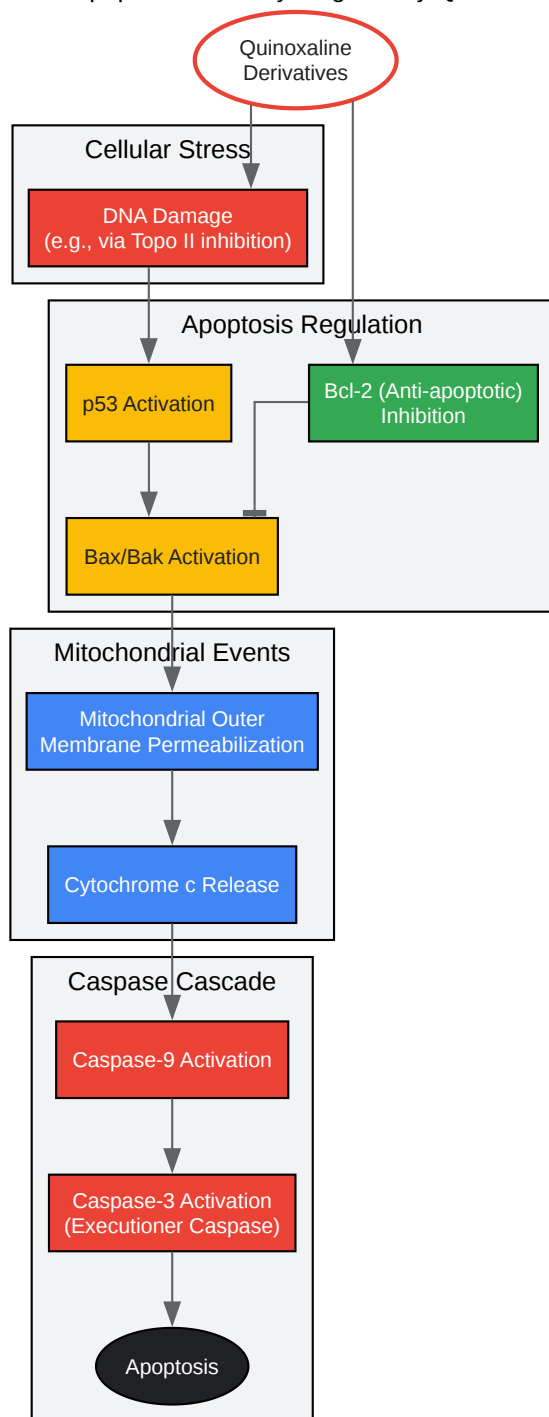 Quinoxaline
Derivatives
Cellular Stress
DNA Damage
(e.g., via Topo II inhibition)
Apoptosis Regulation
p53 Activation
Bcl-2 (Anti-apoptotic)
Inhibition
Bax/Bak Activation
Mitochondrial Events
Mitochondrial Outer
Membrane Permeabilization
Cytochrome c Release
Caspase Cascade
Caspase-9 Activation
Caspase-3 Activation
(Executioner Caspase)
Apoptosis